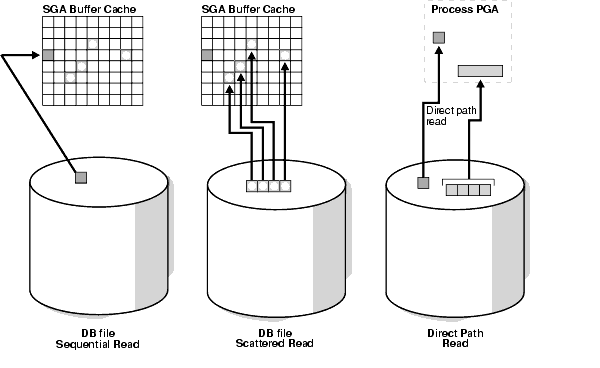 SGA Buffer Cache
SGA Buffer Cache
Process PGA
Direct path
read
DB file
Sequential Read
DB file
Scattered Read
Direct Path
Read